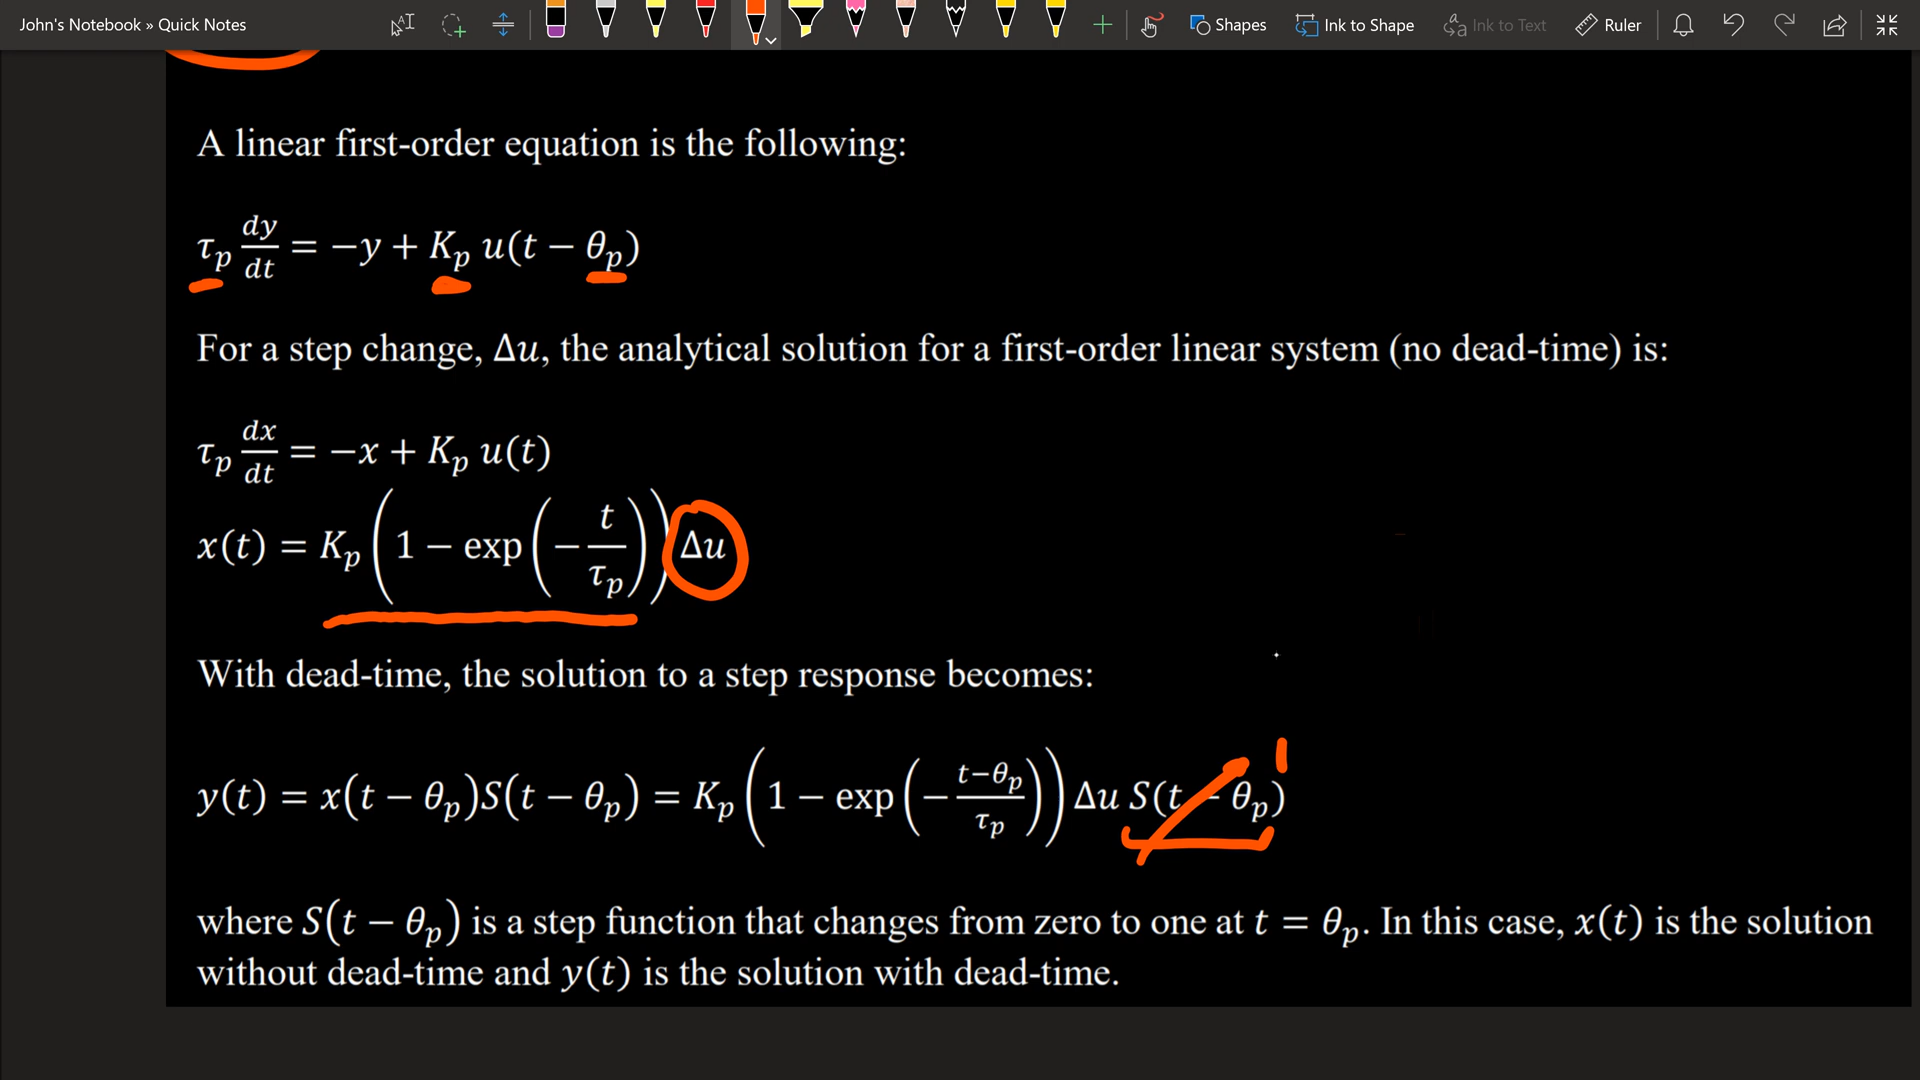 John's Notebook » Quick Notes
Shapes
Ink to Shape
Ink to Text
Ruler
A linear first-order equation is the following:
τₚ dy/dt = −y + Kₚ u(t − θₚ)
For a step change, Δu, the analytical solution for a first-order linear system (no dead-time) is:
τₚ dx/dt = −x + Kₚ u(t)
x(t) = Kₚ (1 − exp(−t/τₚ)) Δu
With dead-time, the solution to a step response becomes:
y(t) = x(t − θₚ)S(t − θₚ) = Kₚ (1 − exp(−(t−θₚ)/τₚ)) Δu S(t − θₚ) 1
where S(t − θₚ) is a step function that changes from zero to one at t = θₚ. In this case, x(t) is the solution
without dead-time and y(t) is the solution with dead-time.